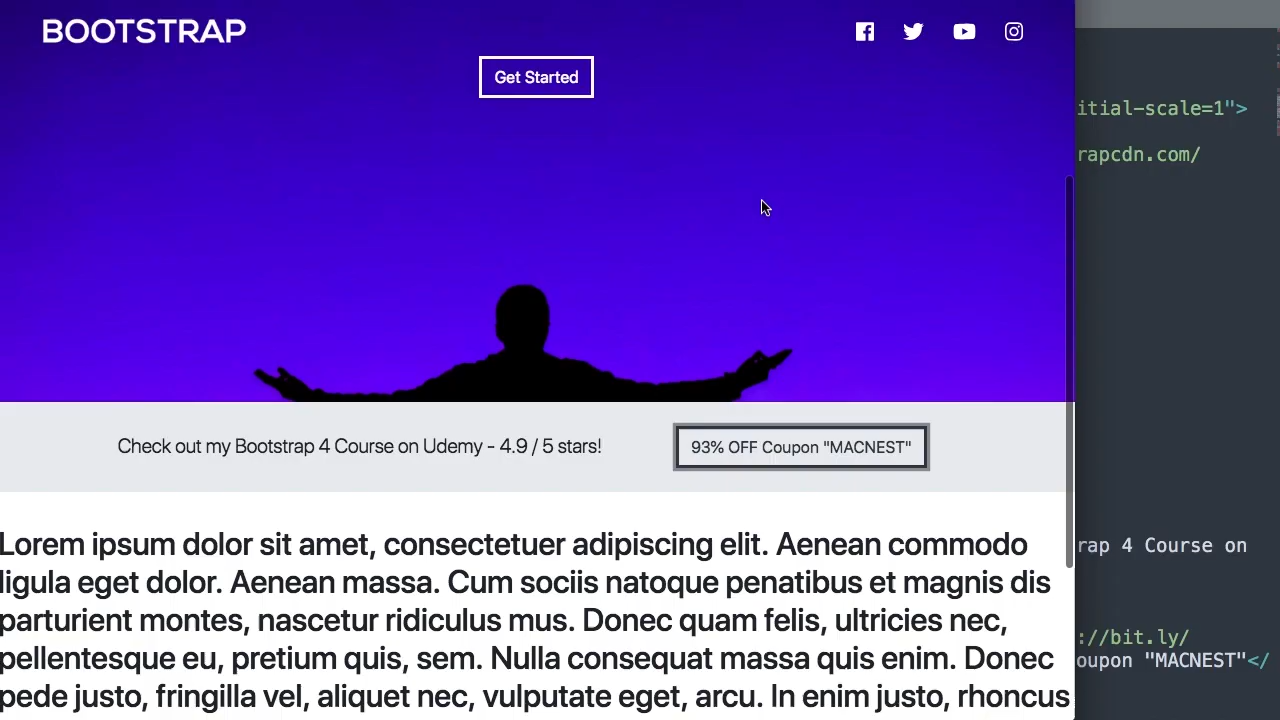 BOOTSTRAP
Get Started
itial-scale=1">
rapcdn.com/
Check out my Bootstrap 4 Course on Udemy - 4.9 / 5 stars!
93% OFF Coupon "MACNEST"
Lorem ipsum dolor sit amet, consectetuer adipiscing elit. Aenean commodo
ligula eget dolor. Aenean massa. Cum sociis natoque penatibus et magnis dis
parturient montes, nascetur ridiculus mus. Donec quam felis, ultricies nec,
pellentesque eu, pretium quis, sem. Nulla consequat massa quis enim. Donec
pede justo, fringilla vel, aliquet nec, vulputate eget, arcu. In enim justo, rhoncus
rap 4 Course on
://bit.ly/
oupon "MACNEST"</